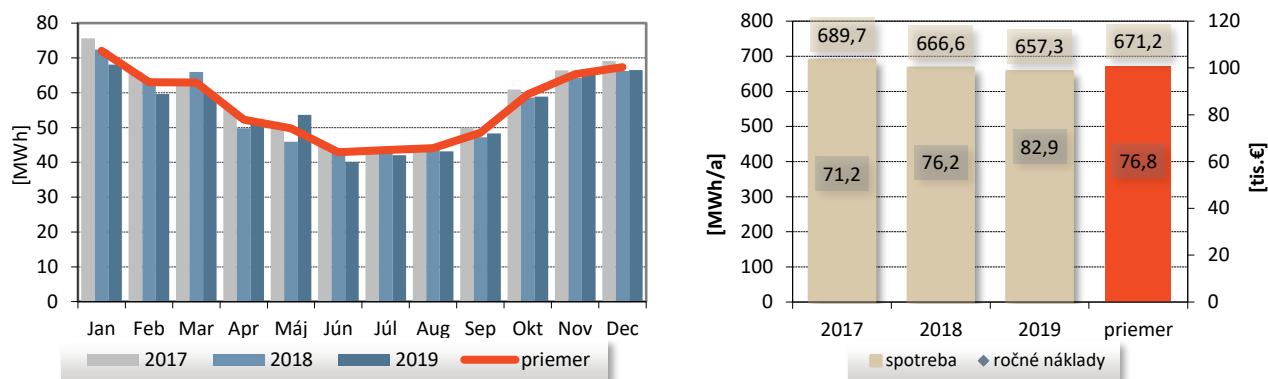 80
70
60
50
40
30
20
10
0
[MWh]
Jan Feb Mar Apr Máj Jún Júl Aug Sep Okt Nov Dec
2017 2018 2019 priemer
800
700
600
500
400
300
200
100
0
[MWh/a]
689,7 666,6 657,3 671,2
71,2 76,2 82,9 76,8
120
100
80
60
40
20
0
[tis.€]
2017 2018 2019 priemer
spotreba ročné náklady